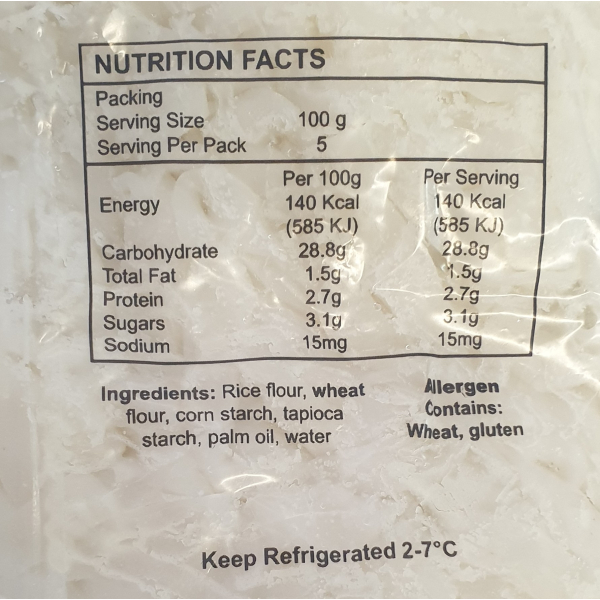 NUTRITION FACTS
Packing
Serving Size 100 g
Serving Per Pack 5
Per 100g Per Serving
Energy 140 Kcal 140 Kcal
(585 KJ) (585 KJ)
Carbohydrate 28.8g 28.8g
Total Fat 1.5g 1.5g
Protein 2.7g 2.7g
Sugars 3.1g 3.1g
Sodium 15mg 15mg
Ingredients: Rice flour, wheat
flour, corn starch, tapioca
starch, palm oil, water
Allergen
Contains:
Wheat, gluten
Keep Refrigerated 2-7°C